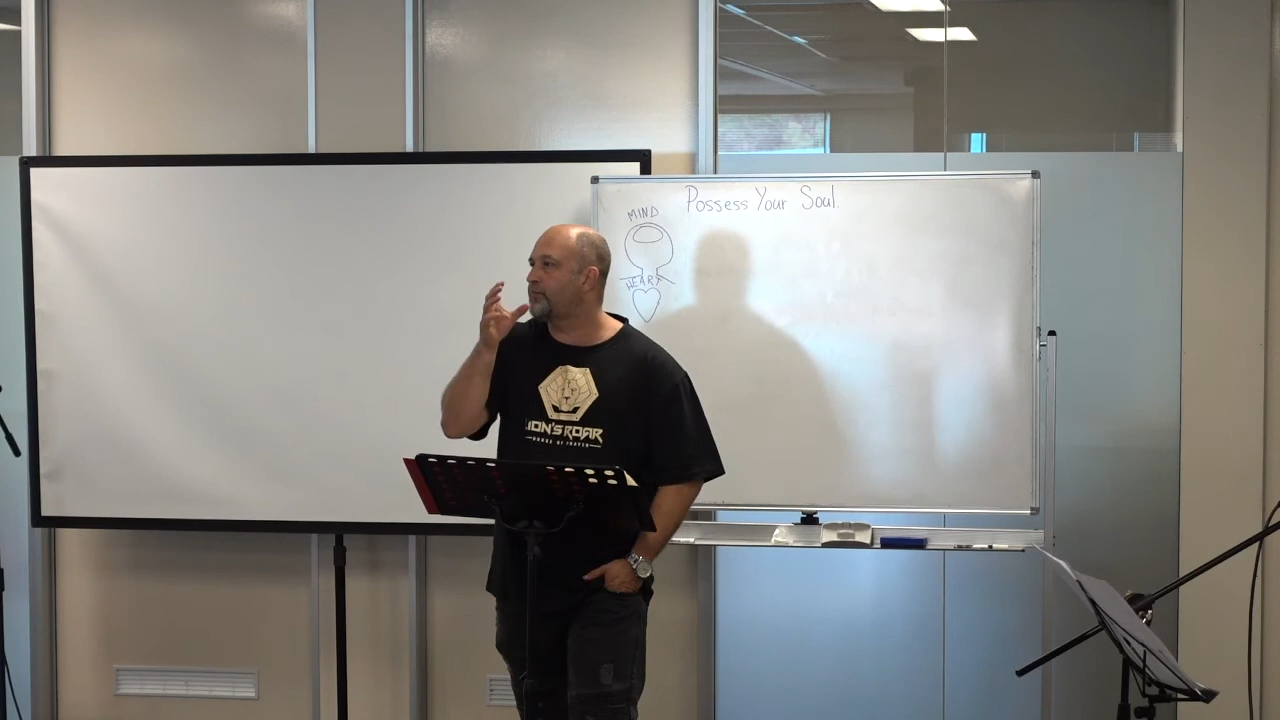 Possess Your Soul.
MIND
HEART
LION'S ROAR
HOUSE OF PRAYER